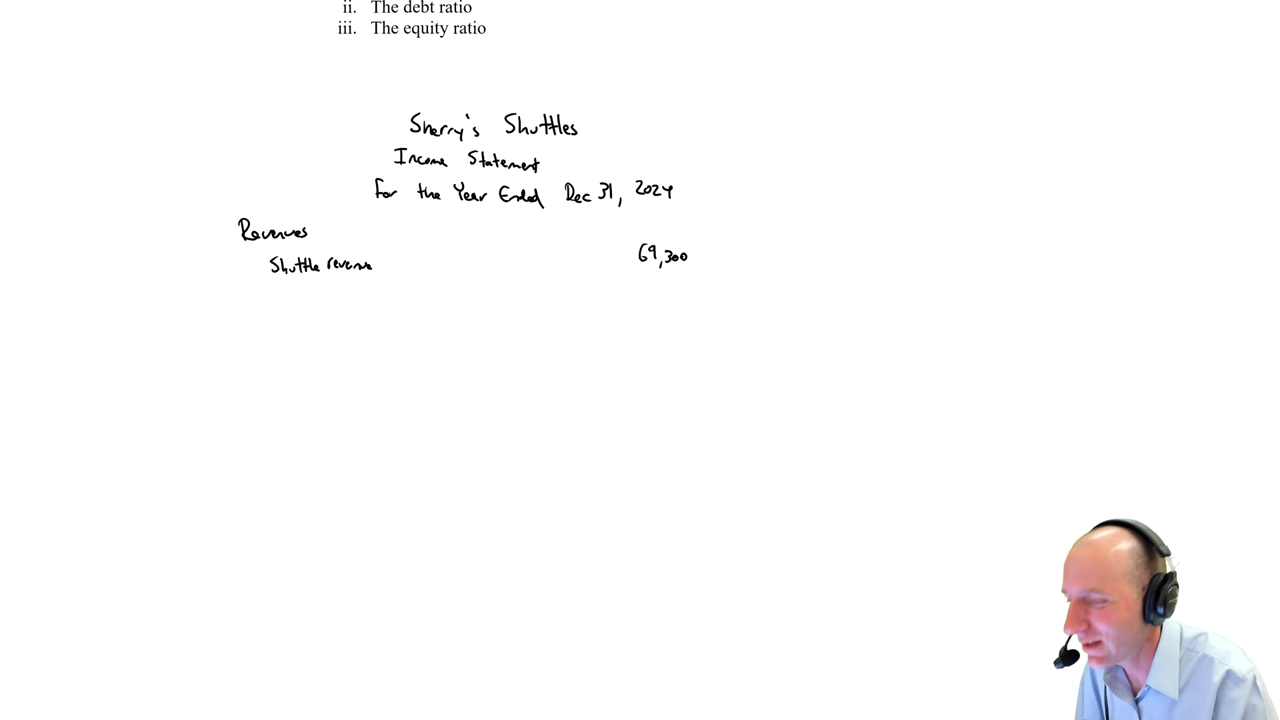 ii. The debt ratio
iii. The equity ratio
Sherry's Shuttles
Income Statement
For the Year Ended Dec 31, 2024
Revenues
Shuttle revenue 69,300